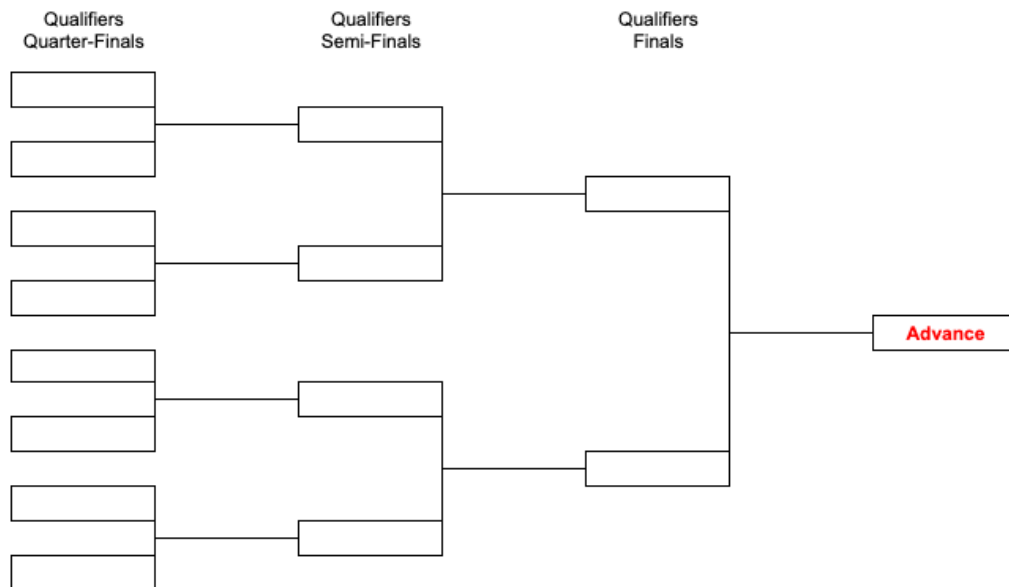 Qualifiers
Quarter-Finals
Qualifiers
Semi-Finals
Qualifiers
Finals
Advance